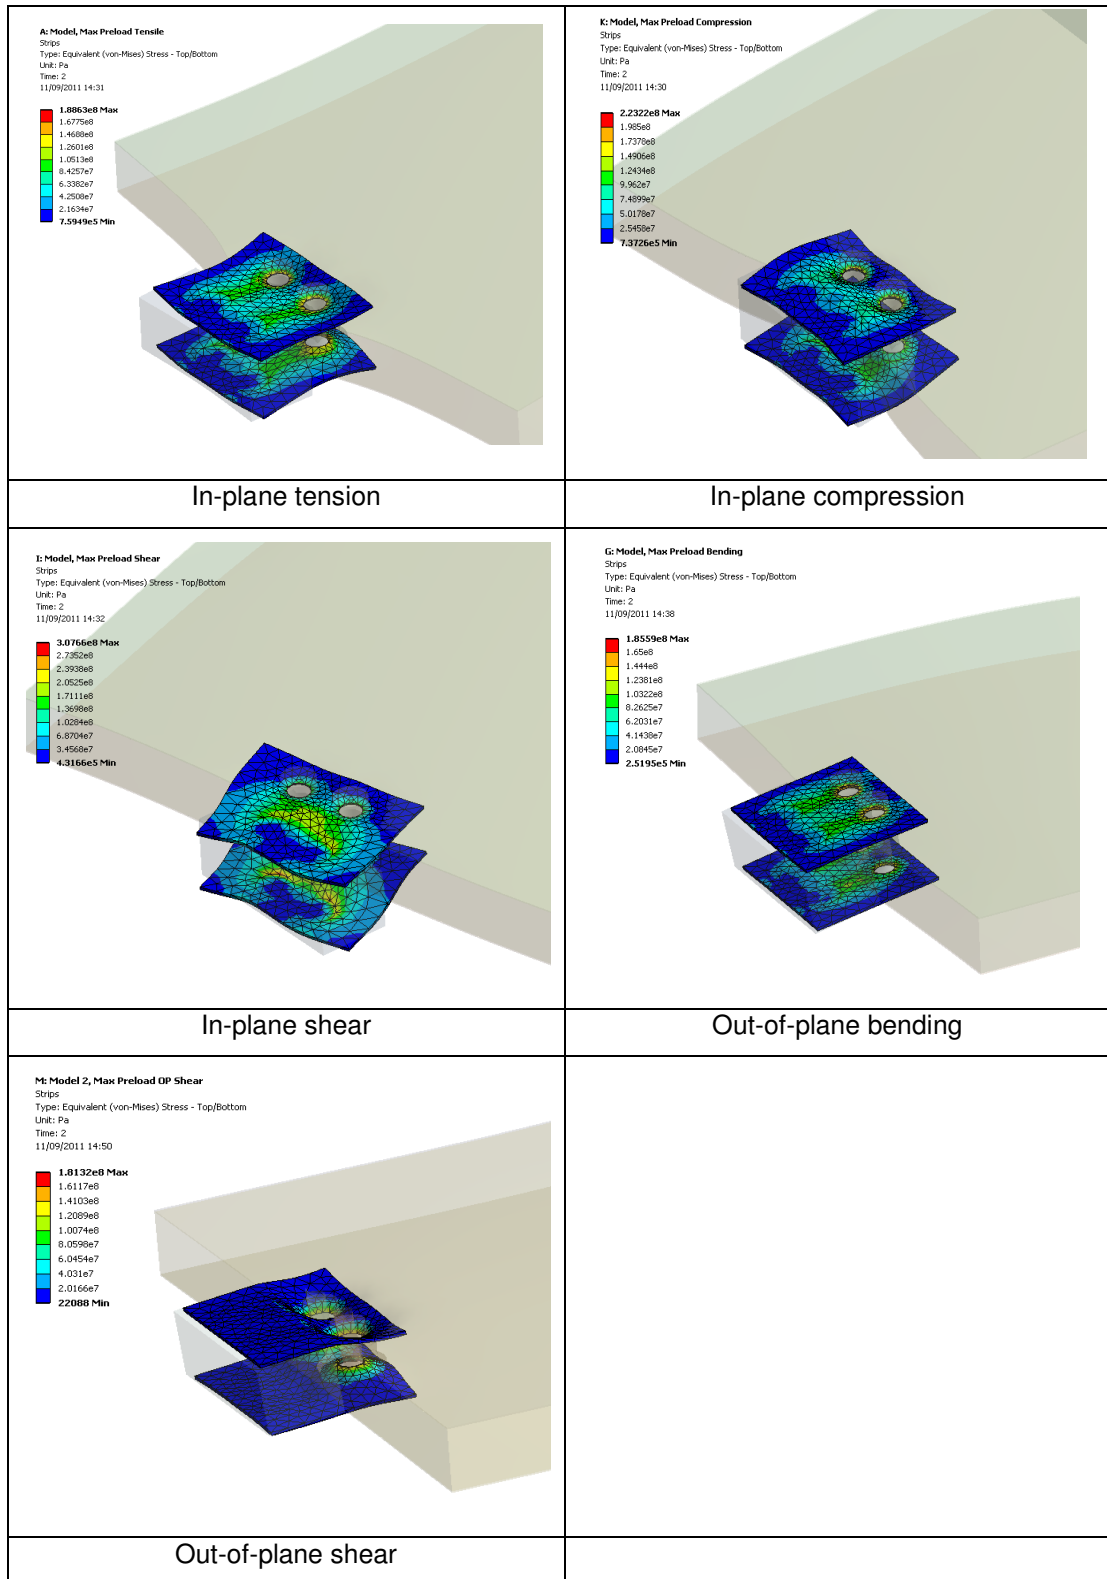 A: Model, Max Preload Tensile
Strips
Type: Equivalent (von-Mises) Stress - Top/Bottom
Unit: Pa
Time: 2
11/09/2011 14:31
1.8863e8 Max
1.6775e8
1.4688e8
1.2601e8
1.0513e8
8.4257e7
6.3382e7
4.2508e7
2.1634e7
7.5949e5 Min
In-plane tension
K: Model, Max Preload Compression
Strips
Type: Equivalent (von-Mises) Stress - Top/Bottom
Unit: Pa
Time: 2
11/09/2011 14:30
2.2322e8 Max
1.985e8
1.7378e8
1.4906e8
1.2434e8
9.962e7
7.4899e7
5.0178e7
2.5458e7
7.3726e5 Min
In-plane compression
I: Model, Max Preload Shear
Strips
Type: Equivalent (von-Mises) Stress - Top/Bottom
Unit: Pa
Time: 2
11/09/2011 14:32
3.0766e8 Max
2.7352e8
2.3938e8
2.0525e8
1.7111e8
1.3698e8
1.0284e8
6.8704e7
3.4568e7
4.3166e5 Min
In-plane shear
G: Model, Max Preload Bending
Strips
Type: Equivalent (von-Mises) Stress - Top/Bottom
Unit: Pa
Time: 2
11/09/2011 14:38
1.8559e8 Max
1.65e8
1.444e8
1.2381e8
1.0322e8
8.2625e7
6.2031e7
4.1438e7
2.0845e7
2.5195e5 Min
Out-of-plane bending
M: Model 2, Max Preload OP Shear
Strips
Type: Equivalent (von-Mises) Stress - Top/Bottom
Unit: Pa
Time: 2
11/09/2011 14:50
1.8132e8 Max
1.6117e8
1.4103e8
1.2089e8
1.0074e8
8.0598e7
6.0454e7
4.031e7
2.0166e7
22088 Min
Out-of-plane shear